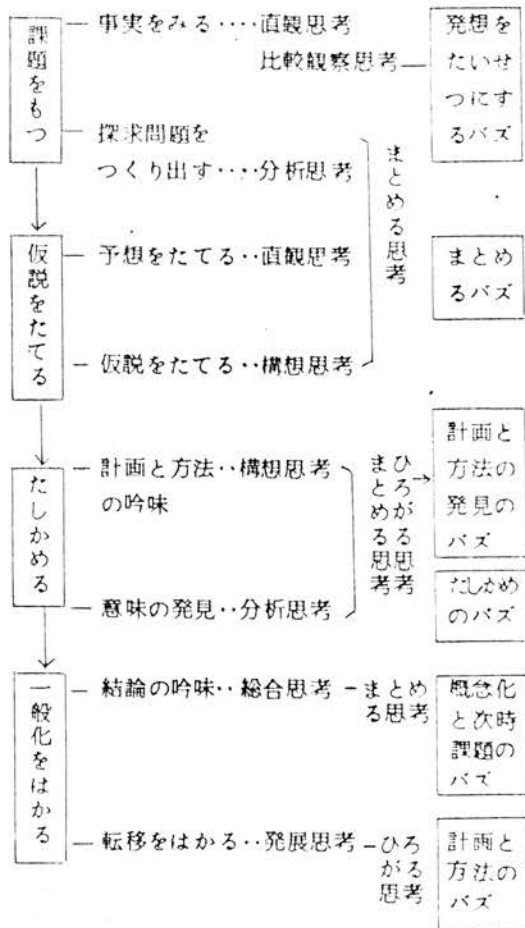 課題をもつ
事実をみる‥‥直観思考
比較観察思考
発想を
たいせ
つにす
るバズ
探求問題を
つくり出す‥‥分析思考
まとめる思考
仮説をたてる
予想をたてる‥直観思考
まとめ
るバズ
仮説をたてる‥構想思考
たしかめる
計画と方法‥構想思考
の吟味
ひろがる思考
まとめる思考
計画と
方法の
発見の
バズ
意味の発見‥分析思考
たしかめ
のバズ
一般化をはかる
結論の吟味‥総合思考
まとめ
る思考
概念化
と次時
課題の
バズ
転移をはかる‥発展思考
ひろ
がる
思考
計画と
方法の
バズ